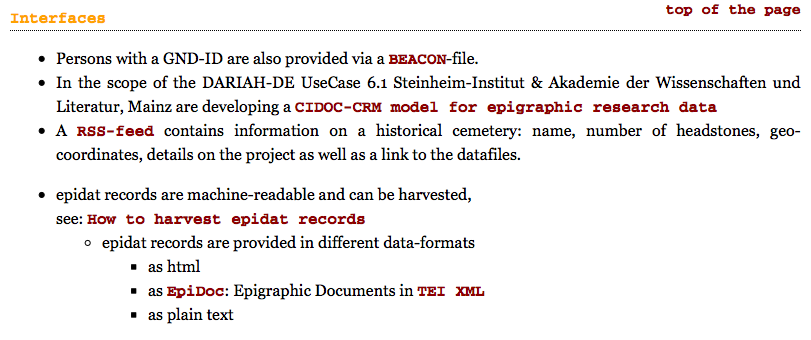 top of the page
Interfaces
• Persons with a GND-ID are also provided via a BEACON-file.
• In the scope of the DARIAH-DE UseCase 6.1 Steinheim-Institut & Akademie der Wissenschaften und
Literatur, Mainz are developing a CIDOC-CRM model for epigraphic research data
• A RSS-feed contains information on a historical cemetery: name, number of headstones, geo-
coordinates, details on the project as well as a link to the datafiles.
• epidat records are machine-readable and can be harvested,
see: How to harvest epidat records
◦ epidat records are provided in different data-formats
▪ as html
▪ as EpiDoc: Epigraphic Documents in TEI XML
▪ as plain text